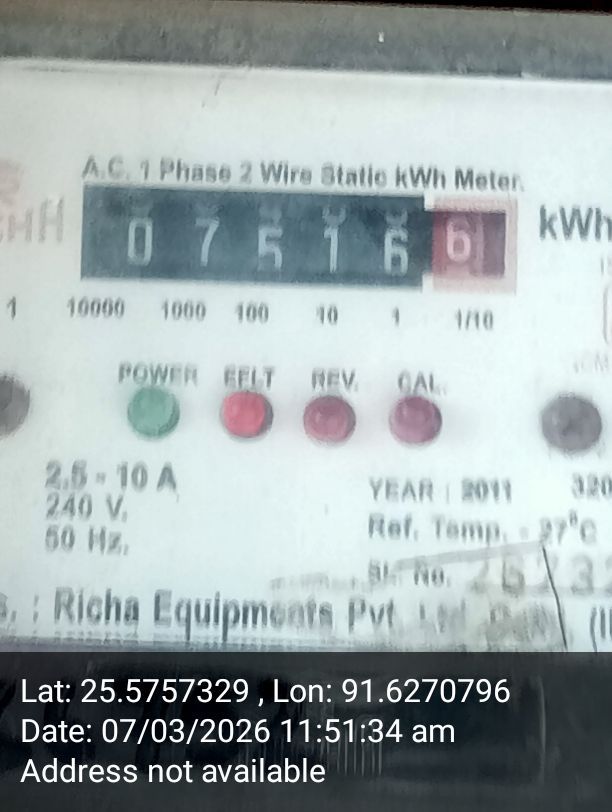 A.C. 1 Phase 2 Wire Static kWh Meter.
0 7 5 1 6 6 kWh
1 10000 1000 100 10 1 1/10
POWER EFLT REV. CAL.
2.5 - 10 A
240 V.
50 Hz.
YEAR : 2011 320
Ref. Temp. - 27°C
Sl. No.
: Richa Equipments Pvt. Ltd.
Lat: 25.5757329 , Lon: 91.6270796
Date: 07/03/2026 11:51:34 am
Address not available